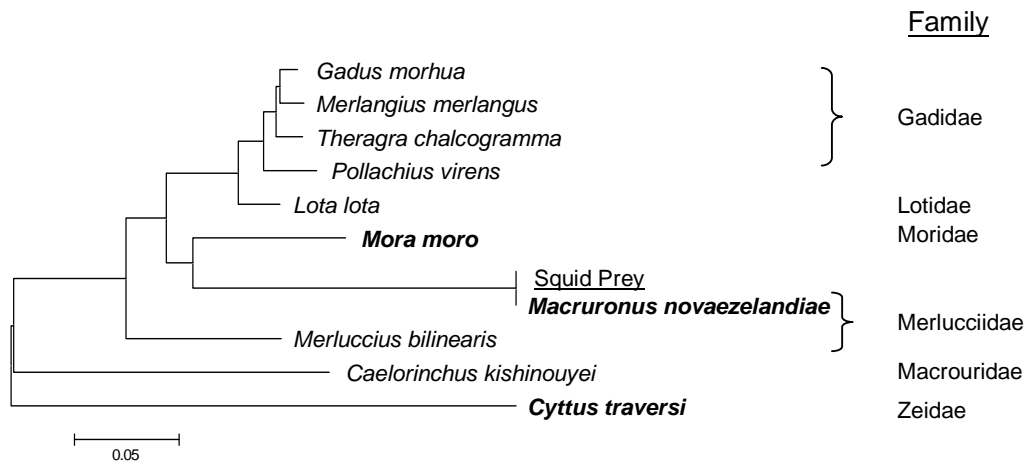 Family
Gadus morhua
Merlangius merlangus
Gadidae
Theragra chalcogramma
Pollachius virens
Lota lota
Lotidae
Mora moro
Moridae
Squid Prey
Macruronus novaezelandiae
Merlucciidae
Merluccius bilinearis
Caelorinchus kishinouyei
Macrouridae
Cyttus traversi
Zeidae
0.05